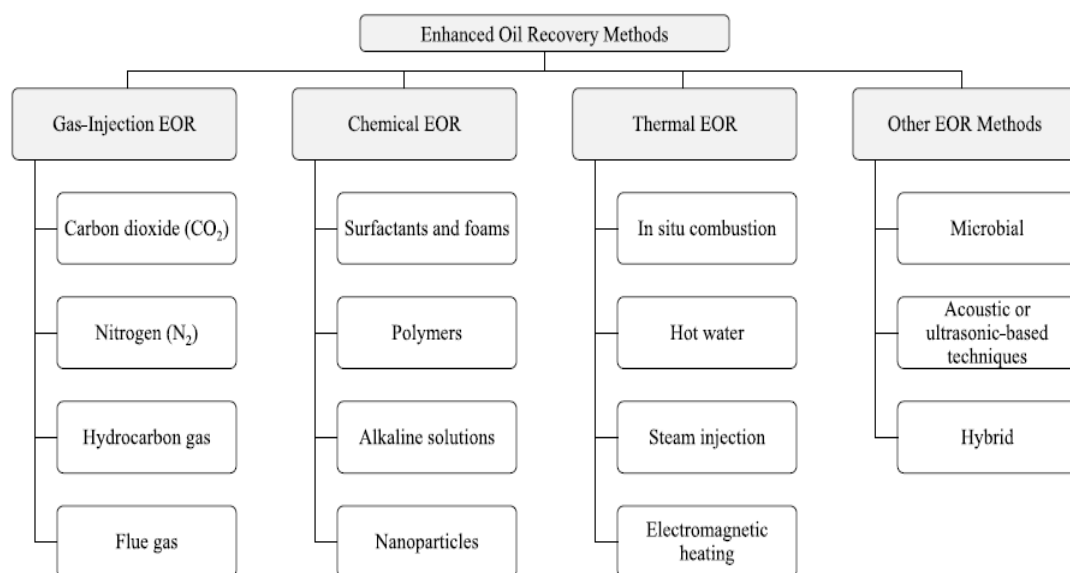 Enhanced Oil Recovery Methods
Gas-Injection EOR
Carbon dioxide (CO₂)
Nitrogen (N₂)
Hydrocarbon gas
Flue gas
Chemical EOR
Surfactants and foams
Polymers
Alkaline solutions
Nanoparticles
Thermal EOR
In situ combustion
Hot water
Steam injection
Electromagnetic
heating
Other EOR Methods
Microbial
Acoustic or
ultrasonic-based
techniques
Hybrid